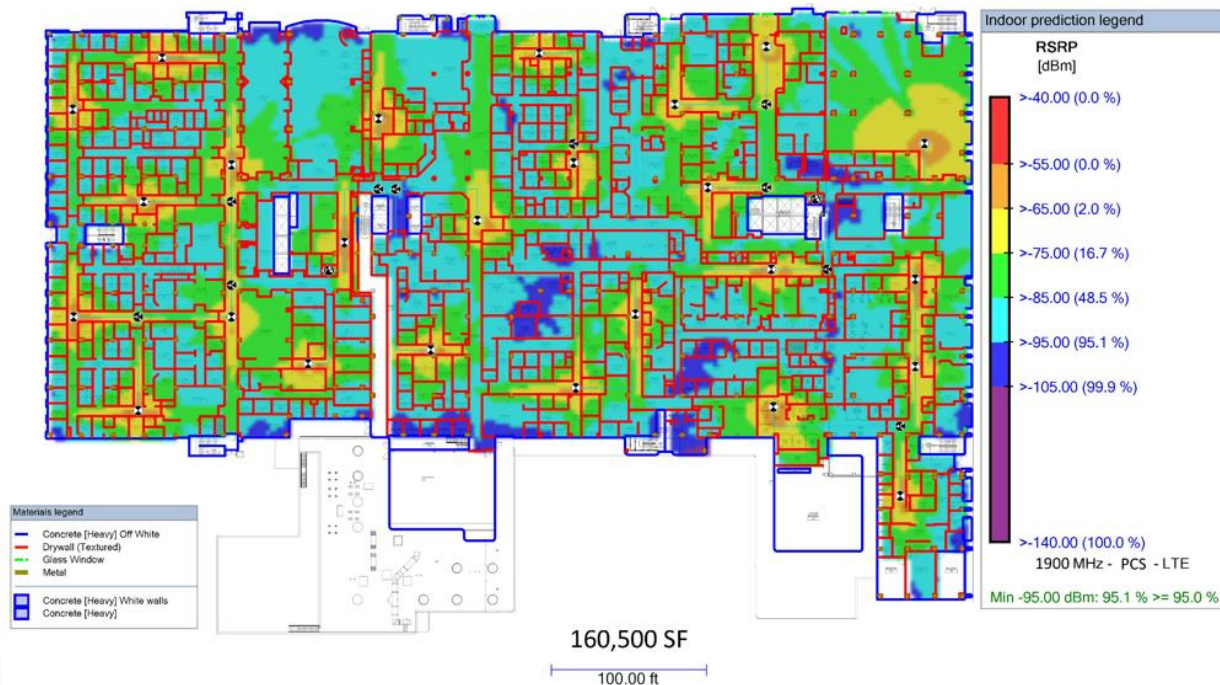 Indoor prediction legend
RSRP
[dBm]
>-40.00 (0.0 %)
>-55.00 (0.0 %)
>-65.00 (2.0 %)
>-75.00 (16.7 %)
>-85.00 (48.5 %)
>-95.00 (95.1 %)
>-105.00 (99.9 %)
>-140.00 (100.0 %)
1900 MHz - PCS - LTE
Min -95.00 dBm: 95.1 % >= 95.0 %
Materials legend
Concrete [Heavy] Off White
Drywall (Textured)
Glass Window
Metal
Concrete [Heavy] White walls
Concrete [Heavy]
160,500 SF
100.00 ft